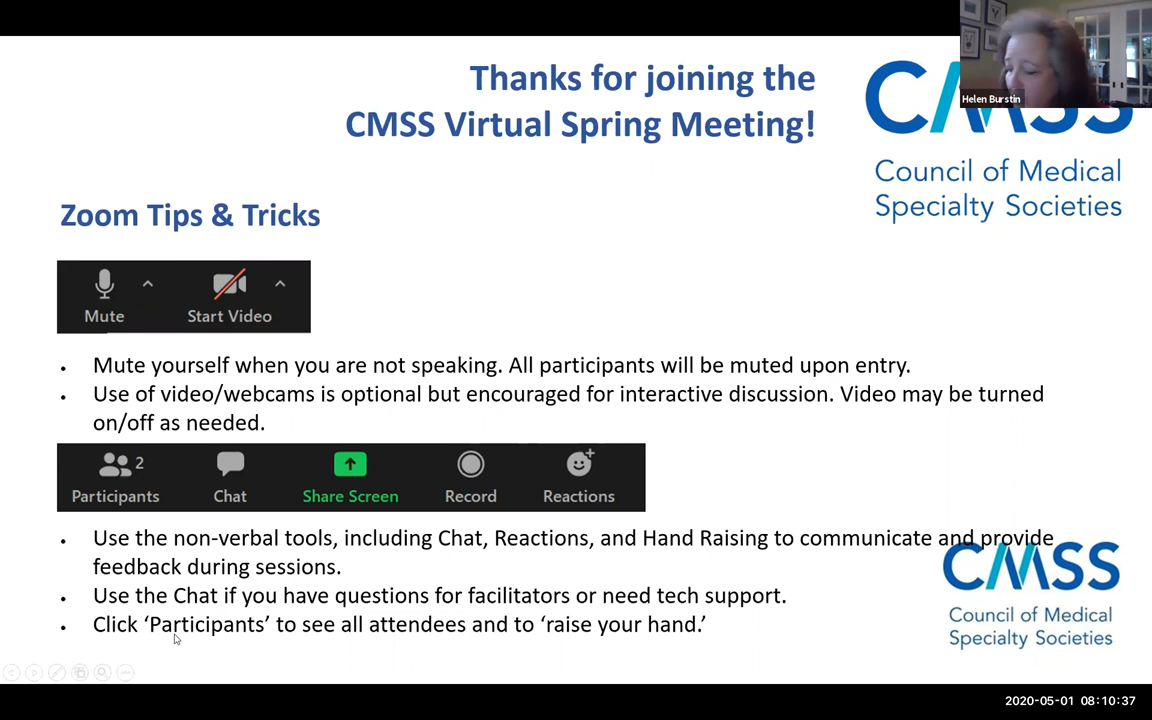 Thanks for joining the
CMSS Virtual Spring Meeting!
Helen Burstin
CMSS
Council of Medical
Specialty Societies
Zoom Tips & Tricks
Mute
Start Video
• Mute yourself when you are not speaking. All participants will be muted upon entry.
• Use of video/webcams is optional but encouraged for interactive discussion. Video may be turned
on/off as needed.
2
Participants
Chat
Share Screen
Record
Reactions
• Use the non-verbal tools, including Chat, Reactions, and Hand Raising to communicate and provide
feedback during sessions.
• Use the Chat if you have questions for facilitators or need tech support.
• Click ‘Participants’ to see all attendees and to ‘raise your hand.’
CMSS
Council of Medical
Specialty Societies
2020-05-01 08:10:37